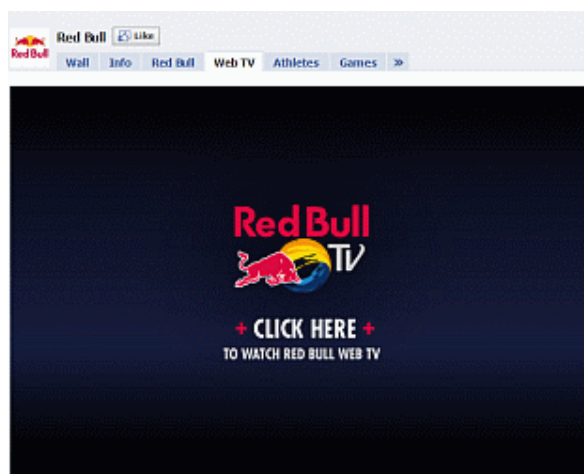 Red Bull Like
Red Bull
Wall Info Red Bull Web TV Athletes Games »
Red Bull
TV
+ CLICK HERE +
TO WATCH RED BULL WEB TV